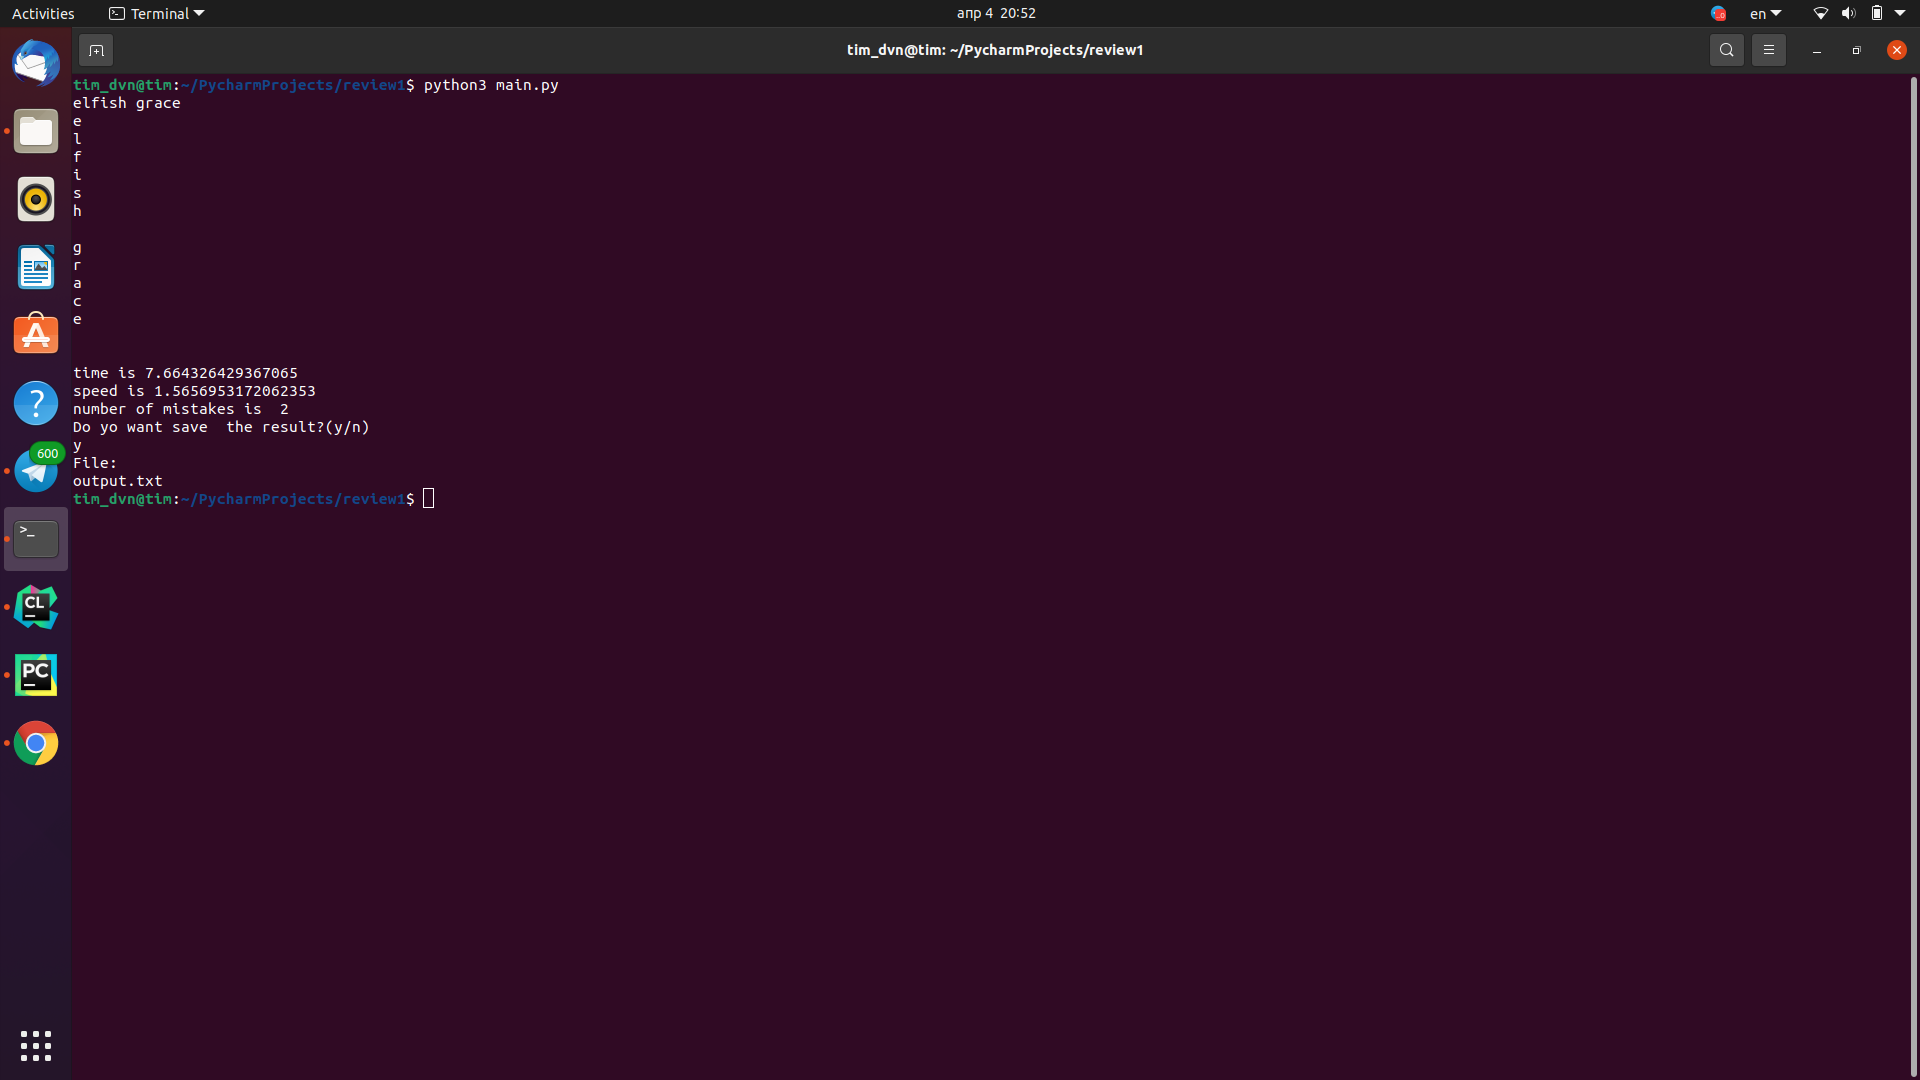 Activities
Terminal
апр 4 20:52
en
tim_dvn@tim: ~/PycharmProjects/review1
tim_dvn@tim:~/PycharmProjects/review1$ python3 main.py
elfish grace
e
l
f
i
s
h
g
r
a
c
e
time is 7.664326429367065
speed is 1.5656953172062353
number of mistakes is  2
Do yo want save  the result?(y/n)
y
File:
output.txt
tim_dvn@tim:~/PycharmProjects/review1$
?
600
>_
CL
PC